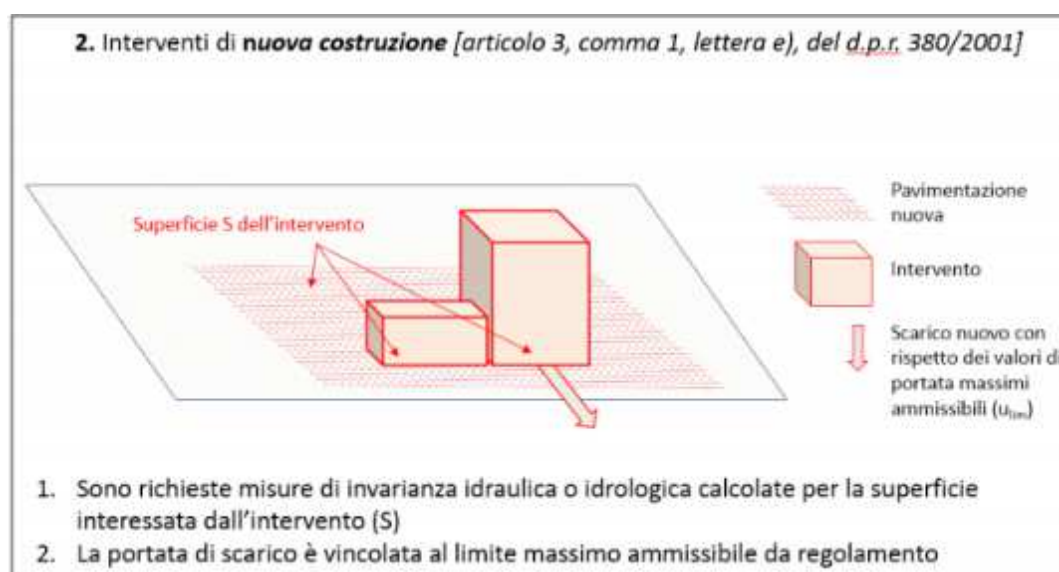 2. Interventi di nuova costruzione [articolo 3, comma 1, lettera e), del d.p.r. 380/2001]
Superficie S dell'intervento
Pavimentazione
nuova
Intervento
Scarico nuovo con
rispetto dei valori di
portata massimi
ammissibili (ulim)
1. Sono richieste misure di invarianza idraulica o idrologica calcolate per la superficie
interessata dall'intervento (S)
2. La portata di scarico è vincolata al limite massimo ammissibile da regolamento